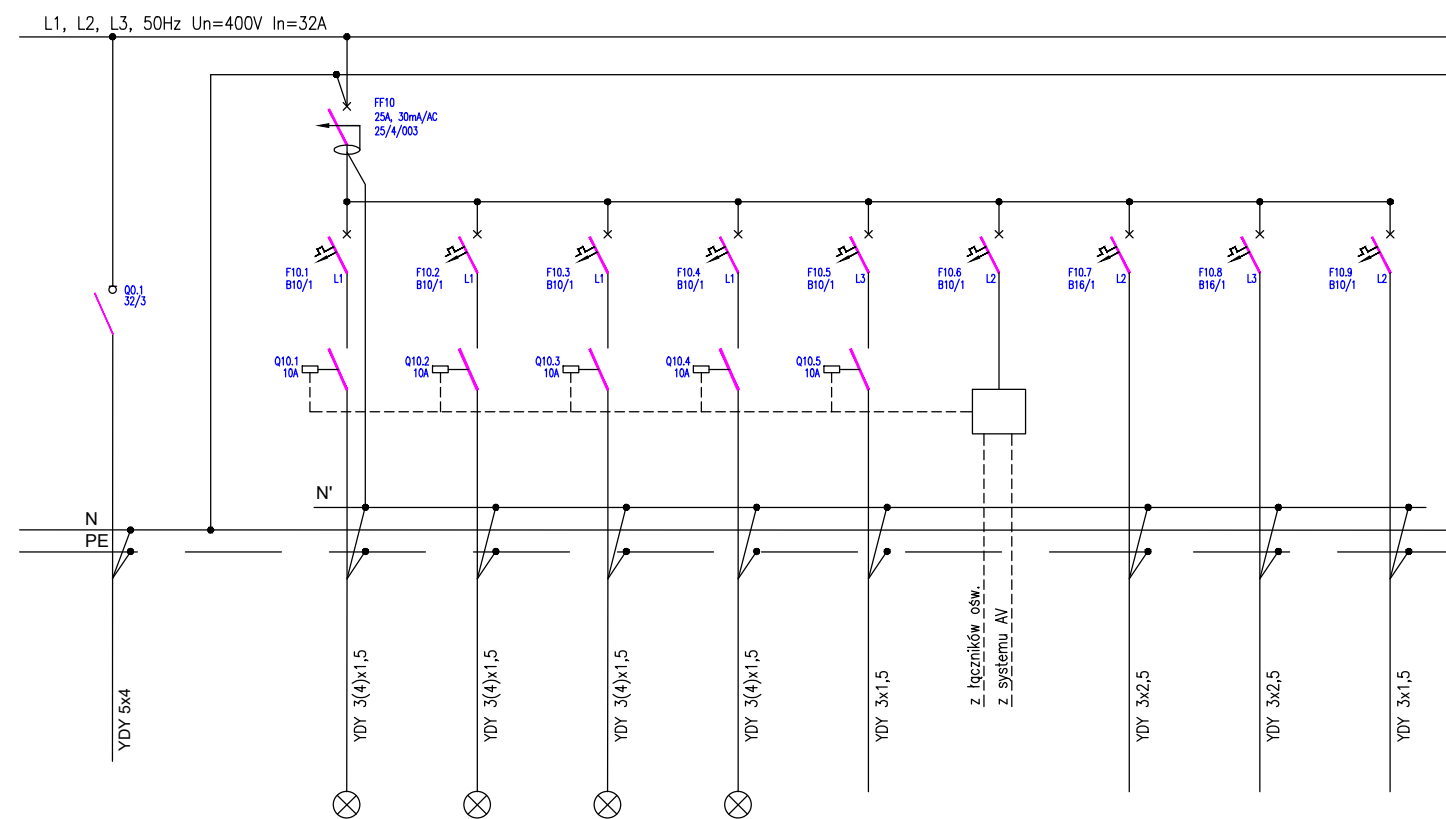 L1, L2, L3, 50Hz Un=400V In=32A
FF10
25A, 30mA/AC
25/4/003
Q0.1
32/3
F10.1
B10/1
L1
F10.2
B10/1
L1
F10.3
B10/1
L1
F10.4
B10/1
L1
F10.5
B10/1
L3
F10.6
B10/1
L2
F10.7
B16/1
L2
F10.8
B16/1
L3
F10.9
B10/1
L2
Q10.1
10A
Q10.2
10A
Q10.3
10A
Q10.4
10A
Q10.5
10A
N'
N
PE
YDY 5x4
YDY 3(4)x1,5
YDY 3(4)x1,5
YDY 3(4)x1,5
YDY 3(4)x1,5
YDY 3x1,5
z łączników ośw.
z systemu AV
YDY 3x2,5
YDY 3x2,5
YDY 3x1,5